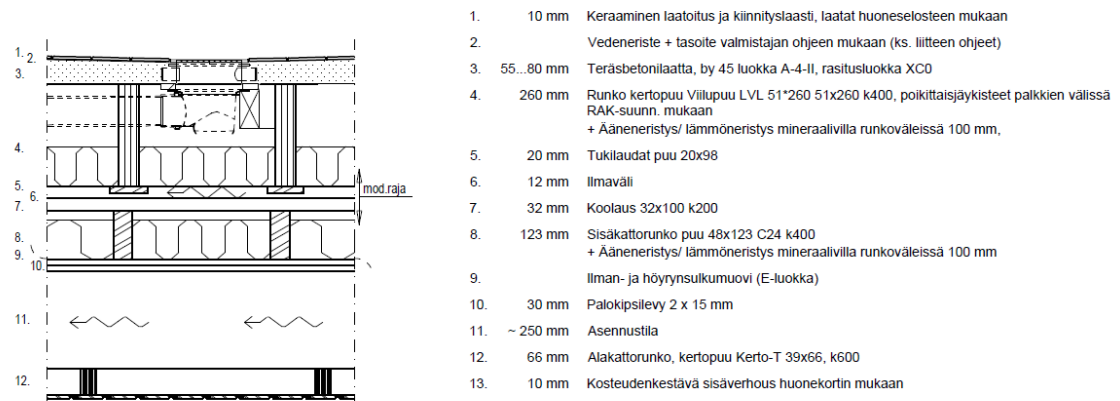 1. 10 mm Keraaminen laatoitus ja kiinnityslaasti, laatat huoneselosteen mukaan
2. Vedeneriste + tasoite valmistajan ohjeen mukaan (ks. liitteen ohjeet)
3. 55...80 mm Teräsbetonilaatta, by 45 luokka A-4-II, rasitusluokka XC0
4. 260 mm Runko kertopuu Viilupuu LVL 51*260 51x260 k400, poikittaisjäykisteet palkkien välissä
RAK-suunn. mukaan
+ Ääneneristys/ lämmöneristys mineraalivilla runkoväleissä 100 mm,
5. 20 mm Tukilaudat puu 20x98
6. 12 mm Ilmaväli
7. 32 mm Koolaus 32x100 k200
8. 123 mm Sisäkattorunko puu 48x123 C24 k400
+ Ääneneristys/ lämmöneristys mineraalivilla runkoväleissä 100 mm
9. Ilman- ja höyrynsulkumuovi (E-luokka)
10. 30 mm Palokipsilevy 2 x 15 mm
11. ~ 250 mm Asennustila
12. 66 mm Alakattorunko, kertopuu Kerto-T 39x66, k600
13. 10 mm Kosteudenkestävä sisäverhous huonekortin mukaan
1.
2.
3.
4.
5.
6.
mod.raja
7.
8.
9.
10.
11.
12.